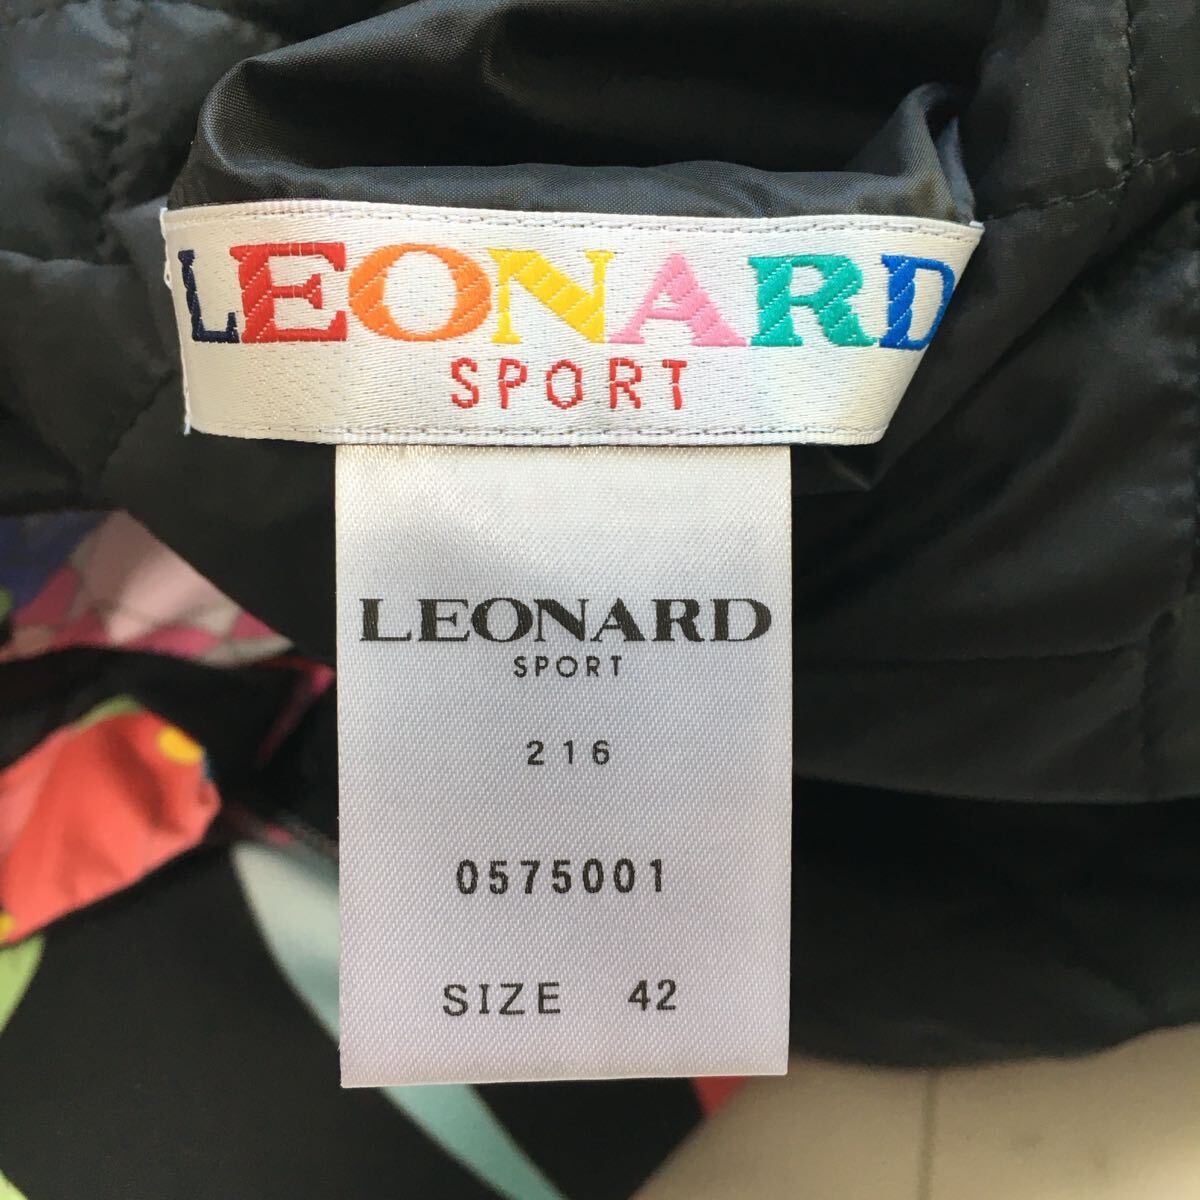 LEONARD
SPORT
LEONARD
SPORT
216
0575001
SIZE 42